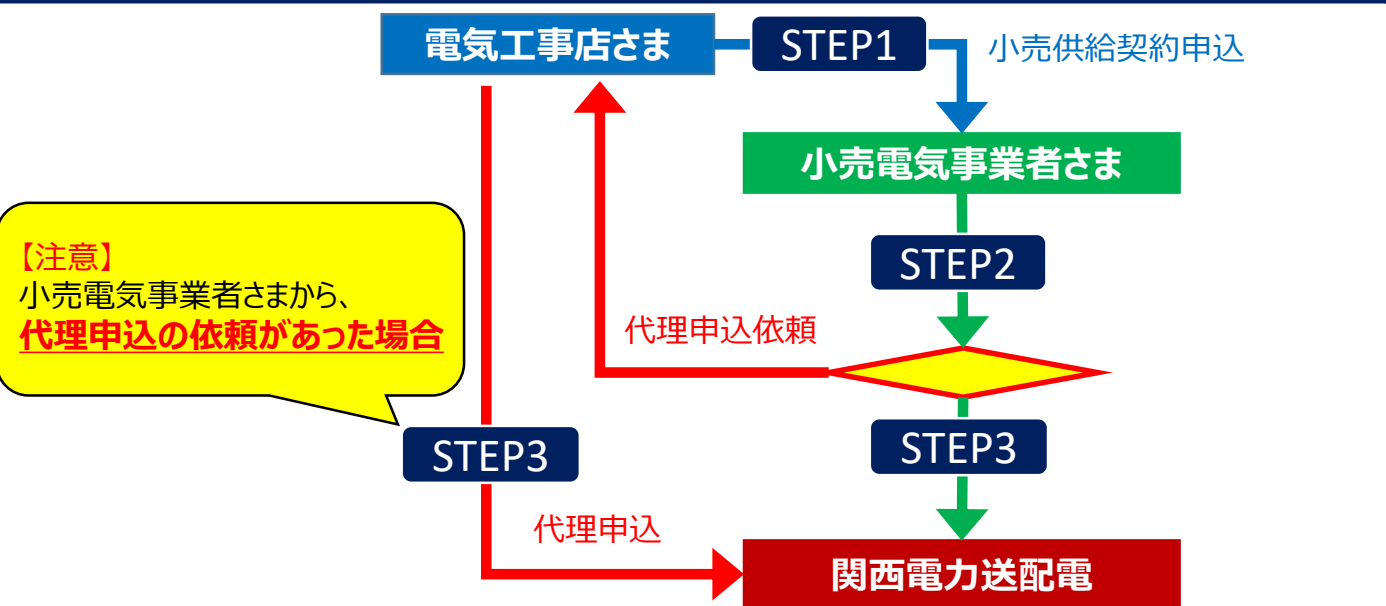 電気工事店さま
STEP1
小売供給契約申込
小売電気事業者さま
STEP2
【注意】
小売電気事業者さまから、
代理申込の依頼があった場合
代理申込依頼
STEP3
STEP3
代理申込
関西電力送配電